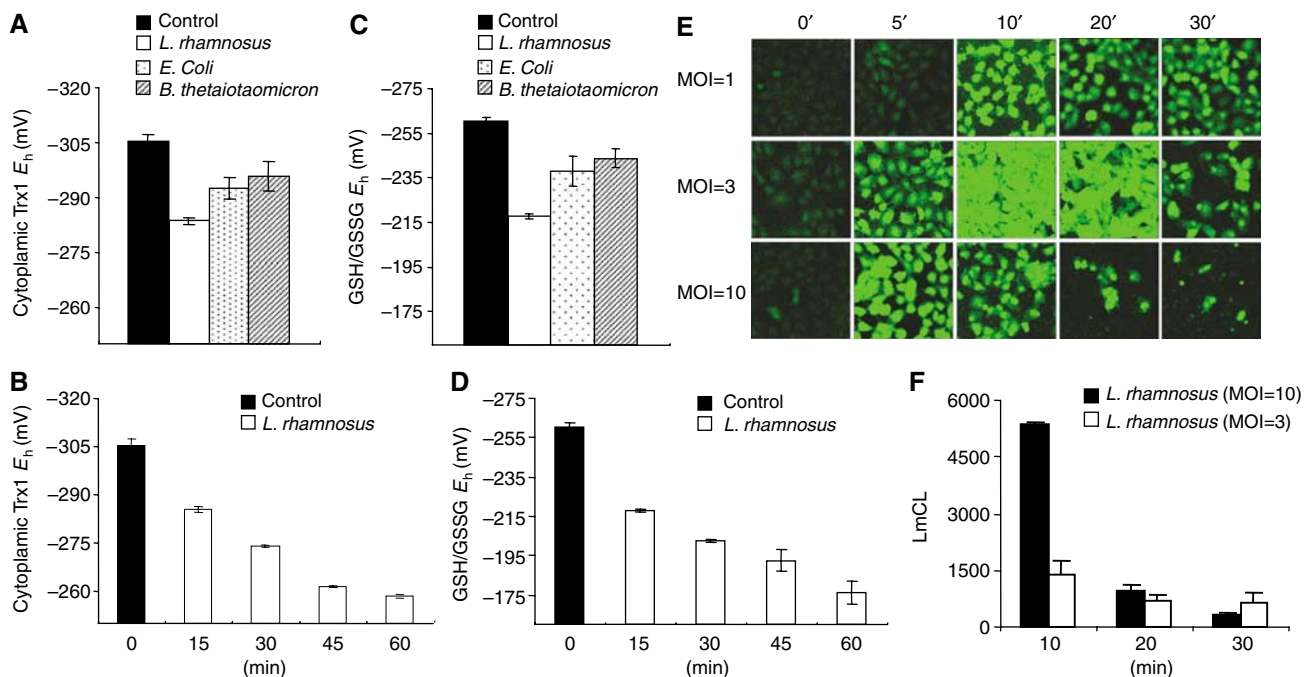 A
Control
L. rhamnosus
E. Coli
B. thetaiotaomicron
Cytoplamic Trx1 Eh (mV)
−320
−305
−290
−275
−260
C
Control
L. rhamnosus
E. Coli
B. thetaiotaomicron
GSH/GSSG Eh (mV)
−275
−255
−235
−215
−195
−175
E
0′ 5′ 10′ 20′ 30′
MOI=1
MOI=3
MOI=10
B
Control
L. rhamnosus
Cytoplamic Trx1 Eh (mV)
−320
−305
−290
−275
−260
0 15 30 45 60
(min)
D
Control
L. rhamnosus
GSH/GSSG Eh (mV)
−275
−255
−235
−215
−195
−175
0 15 30 45 60
(min)
F
L. rhamnosus (MOI=10)
L. rhamnosus (MOI=3)
LmCL
6000
4500
3000
1500
0
10 20 30
(min)